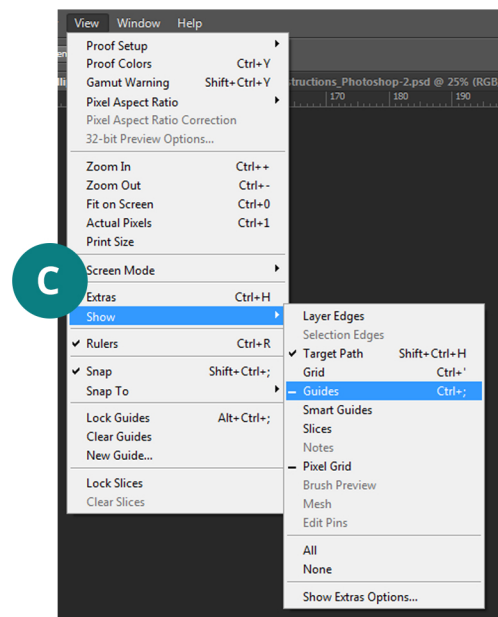 View Window Help
Proof Setup
Proof Colors Ctrl+Y
Gamut Warning Shift+Ctrl+Y
structions_Photoshop-2.psd @ 25% (RGB
Pixel Aspect Ratio
170 180 190
Pixel Aspect Ratio Correction
32-bit Preview Options...
Zoom In Ctrl++
Zoom Out Ctrl+-
Fit on Screen Ctrl+0
Actual Pixels Ctrl+1
Print Size
Screen Mode
C
Extras Ctrl+H
Show
Rulers Ctrl+R
Snap Shift+Ctrl+;
Snap To
Lock Guides Alt+Ctrl+;
Clear Guides
New Guide...
Lock Slices
Clear Slices
Layer Edges
Selection Edges
Target Path Shift+Ctrl+H
Grid Ctrl+'
Guides Ctrl+;
Smart Guides
Slices
Notes
Pixel Grid
Brush Preview
Mesh
Edit Pins
All
None
Show Extras Options...